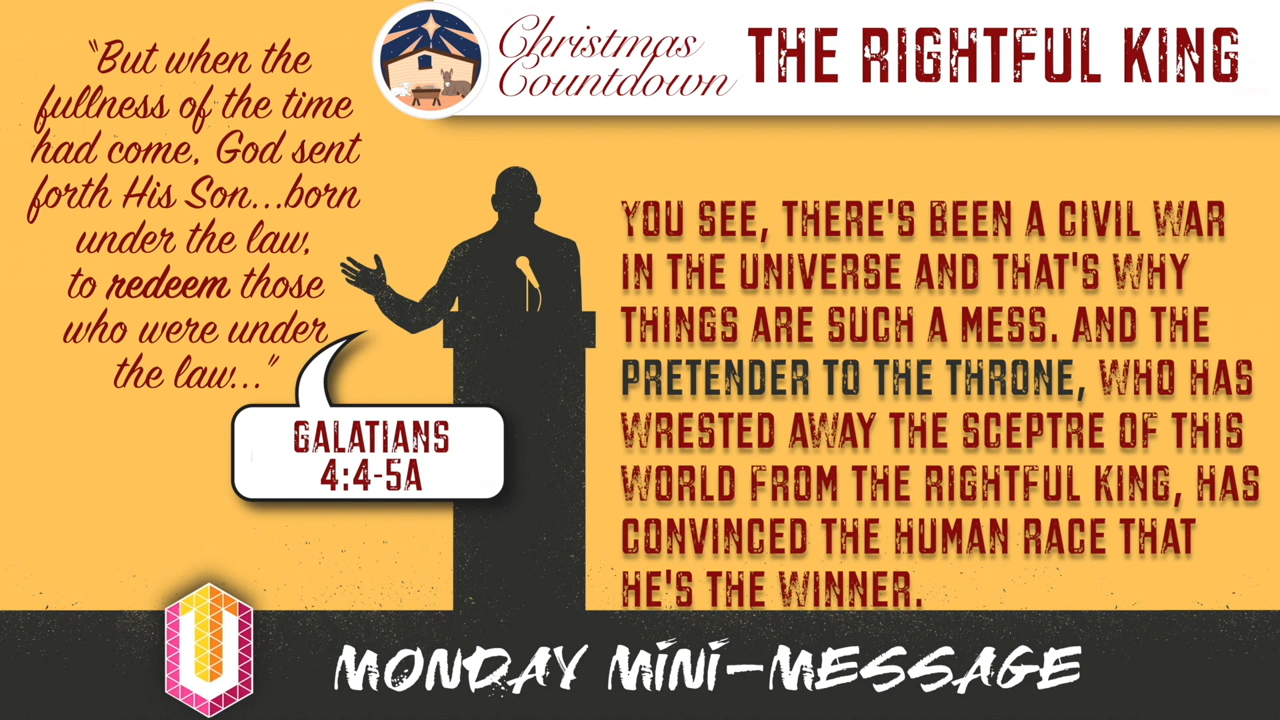 Christmas
Countdown
THE RIGHTFUL KING
“But when the
fullness of the time
had come, God sent
forth His Son...born
under the law,
to redeem those
who were under
the law...”
GALATIANS
4:4-5A
YOU SEE, THERE'S BEEN A CIVIL WAR
IN THE UNIVERSE AND THAT'S WHY
THINGS ARE SUCH A MESS. AND THE
PRETENDER TO THE THRONE, WHO HAS
WRESTED AWAY THE SCEPTRE OF THIS
WORLD FROM THE RIGHTFUL KING, HAS
CONVINCED THE HUMAN RACE THAT
HE'S THE WINNER.
U
MONDAY MINI-MESSAGE